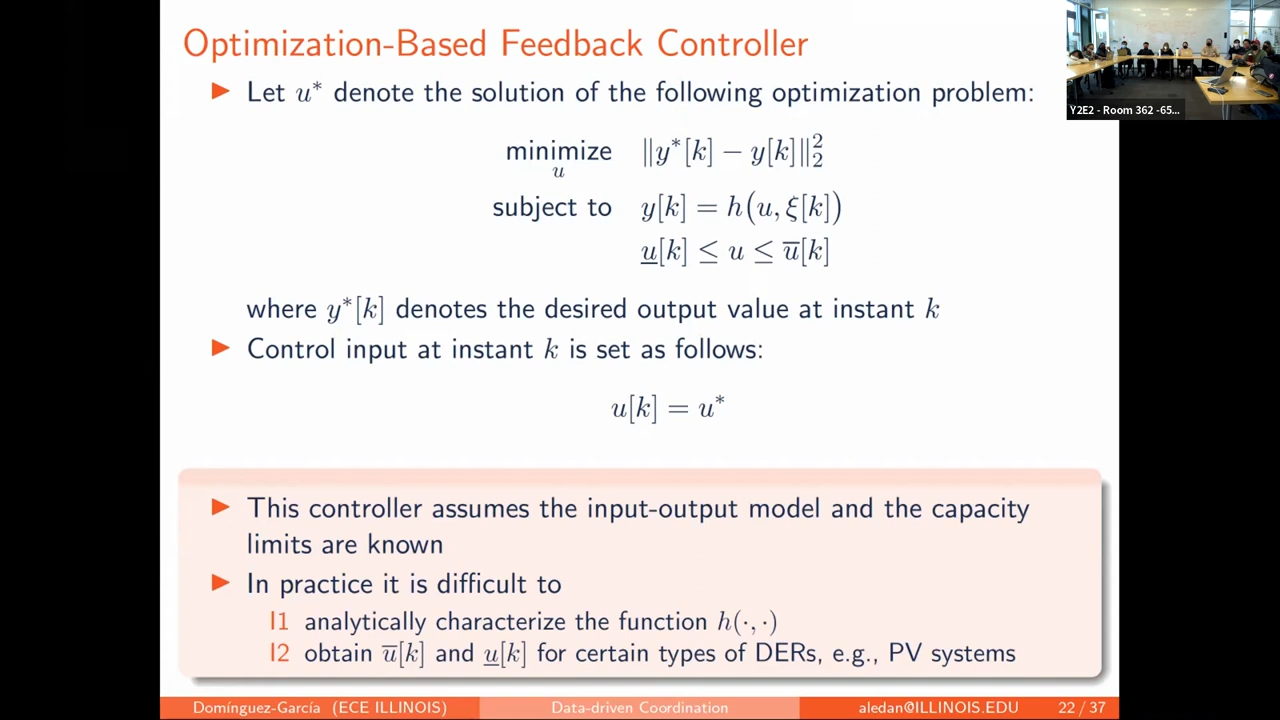 Optimization-Based Feedback Controller
Let u* denote the solution of the following optimization problem:
minimize ‖y*[k] − y[k]‖₂²
u
subject to y[k] = h(u, ξ[k])
u̲[k] ≤ u ≤ u̅[k]
where y*[k] denotes the desired output value at instant k
Control input at instant k is set as follows:
u[k] = u*
This controller assumes the input-output model and the capacity
limits are known
In practice it is difficult to
I1 analytically characterize the function h(·, ·)
I2 obtain u̅[k] and u̲[k] for certain types of DERs, e.g., PV systems
Domínguez-García (ECE ILLINOIS) Data-driven Coordination aledan@ILLINOIS.EDU 22 / 37
Y2E2 - Room 362 -65...